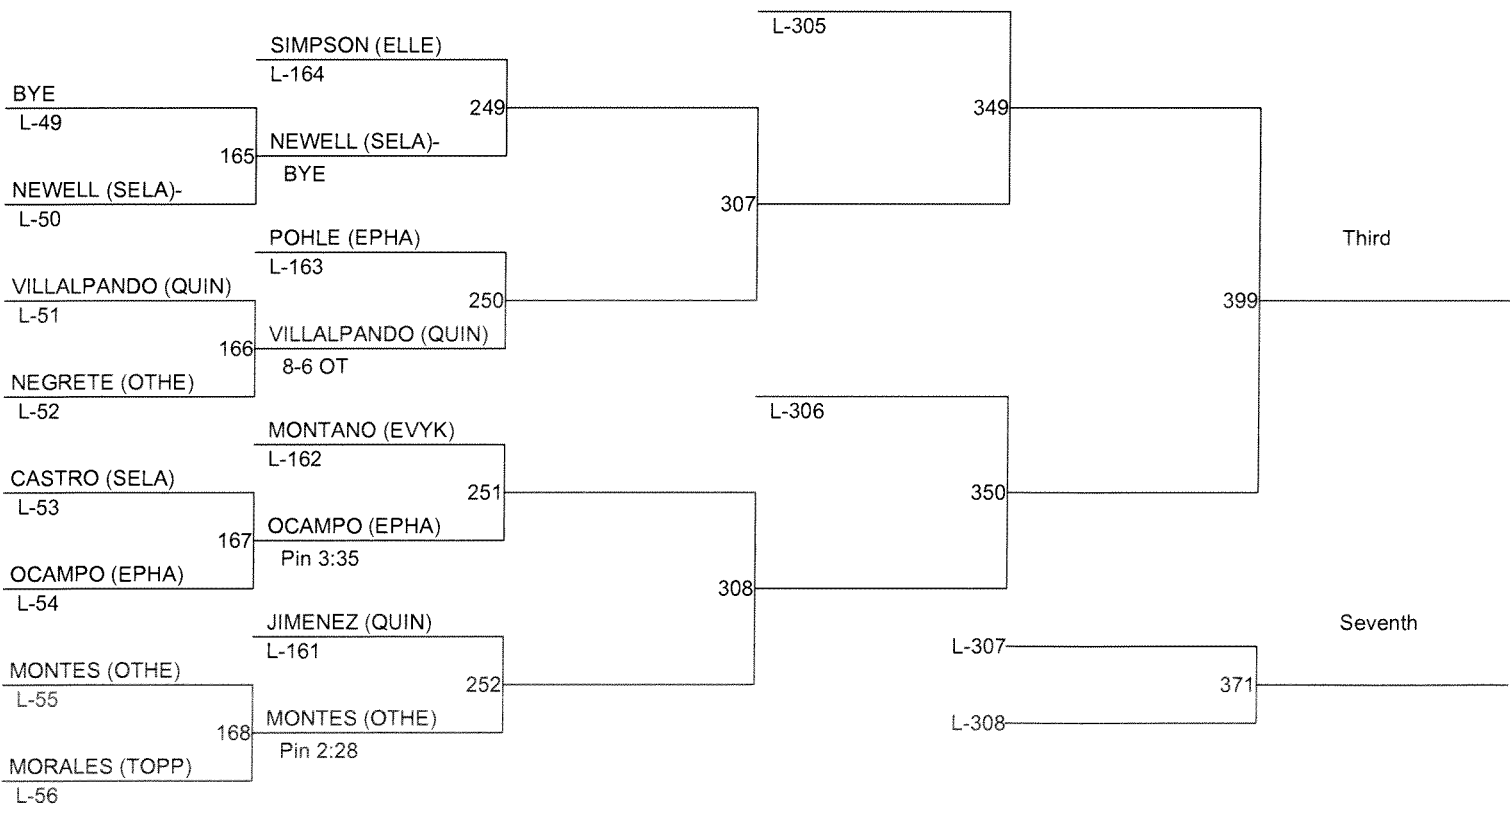 L-305
SIMPSON (ELLE)
L-164
BYE
L-49
249
349
NEWELL (SELA)-
165
BYE
NEWELL (SELA)-
L-50
307
POHLE (EPHA)
L-163
Third
VILLALPANDO (QUIN)
L-51
250
399
VILLALPANDO (QUIN)
166
8-6 OT
NEGRETE (OTHE)
L-52
L-306
MONTANO (EVYK)
L-162
CASTRO (SELA)
L-53
251
350
OCAMPO (EPHA)
167
Pin 3:35
OCAMPO (EPHA)
L-54
308
JIMENEZ (QUIN)
L-161
Seventh
L-307
MONTES (OTHE)
L-55
252
371
MONTES (OTHE)
168
L-308
Pin 2:28
MORALES (TOPP)
L-56